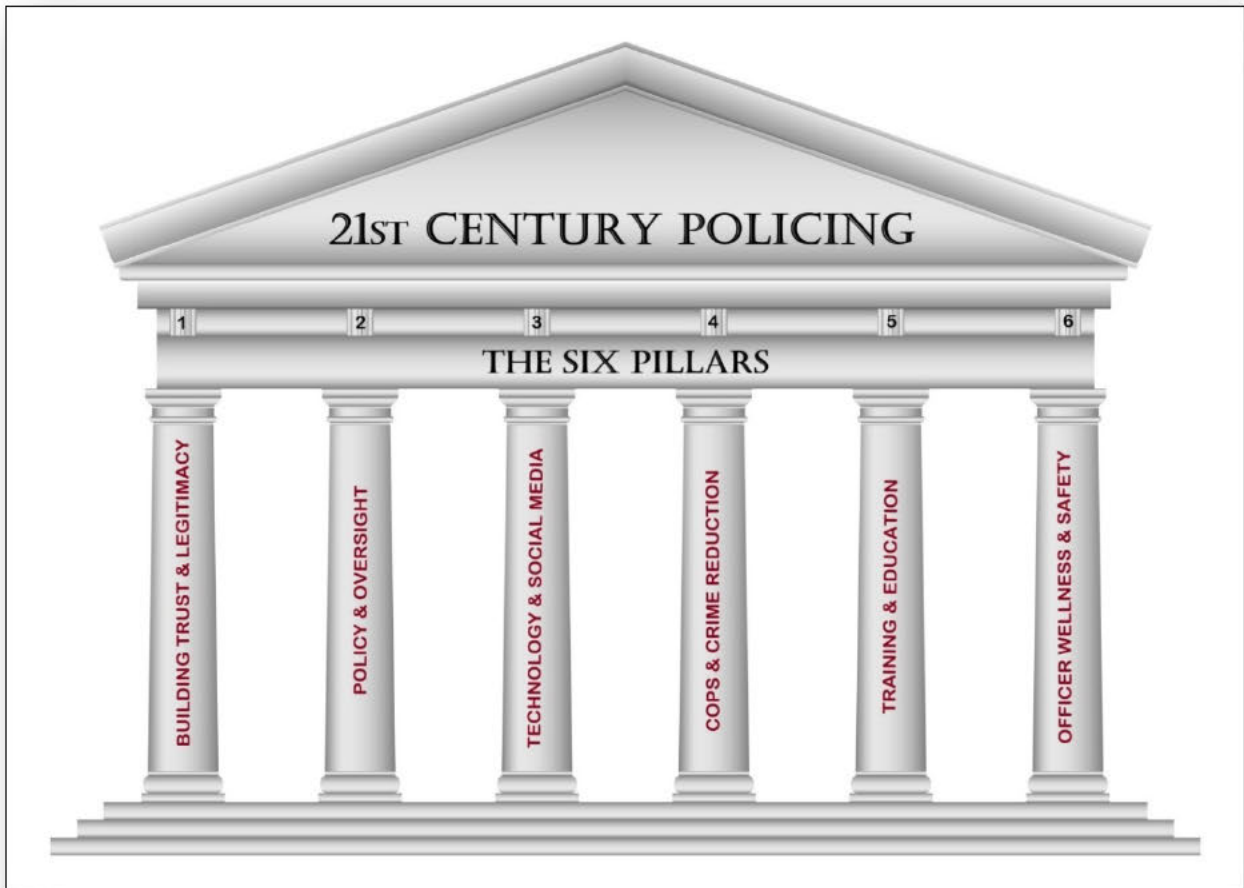 21ST CENTURY POLICING
1 2 3 4 5 6
THE SIX PILLARS
BUILDING TRUST & LEGITIMACY
POLICY & OVERSIGHT
TECHNOLOGY & SOCIAL MEDIA
COPS & CRIME REDUCTION
TRAINING & EDUCATION
OFFICER WELLNESS & SAFETY